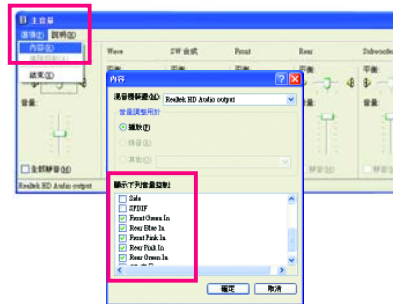 主音量
選項(P) 說明(H)
內容(R)
結束(X)
Wave
SW 合成
Front
Rear
Subwoofer
平衡:
音量:
全部靜音(M)
Realtek HD Audio output
內容
混音裝置(M): Realtek HD Audio output
音量調整用於
播放(P)
錄音(R)
其他(O)
顯示下列音量控制:
Side
SPDIF
Front Green In
Rear Blue In
Front Pink In
Rear Pink In
Rear Green In
確定
取消